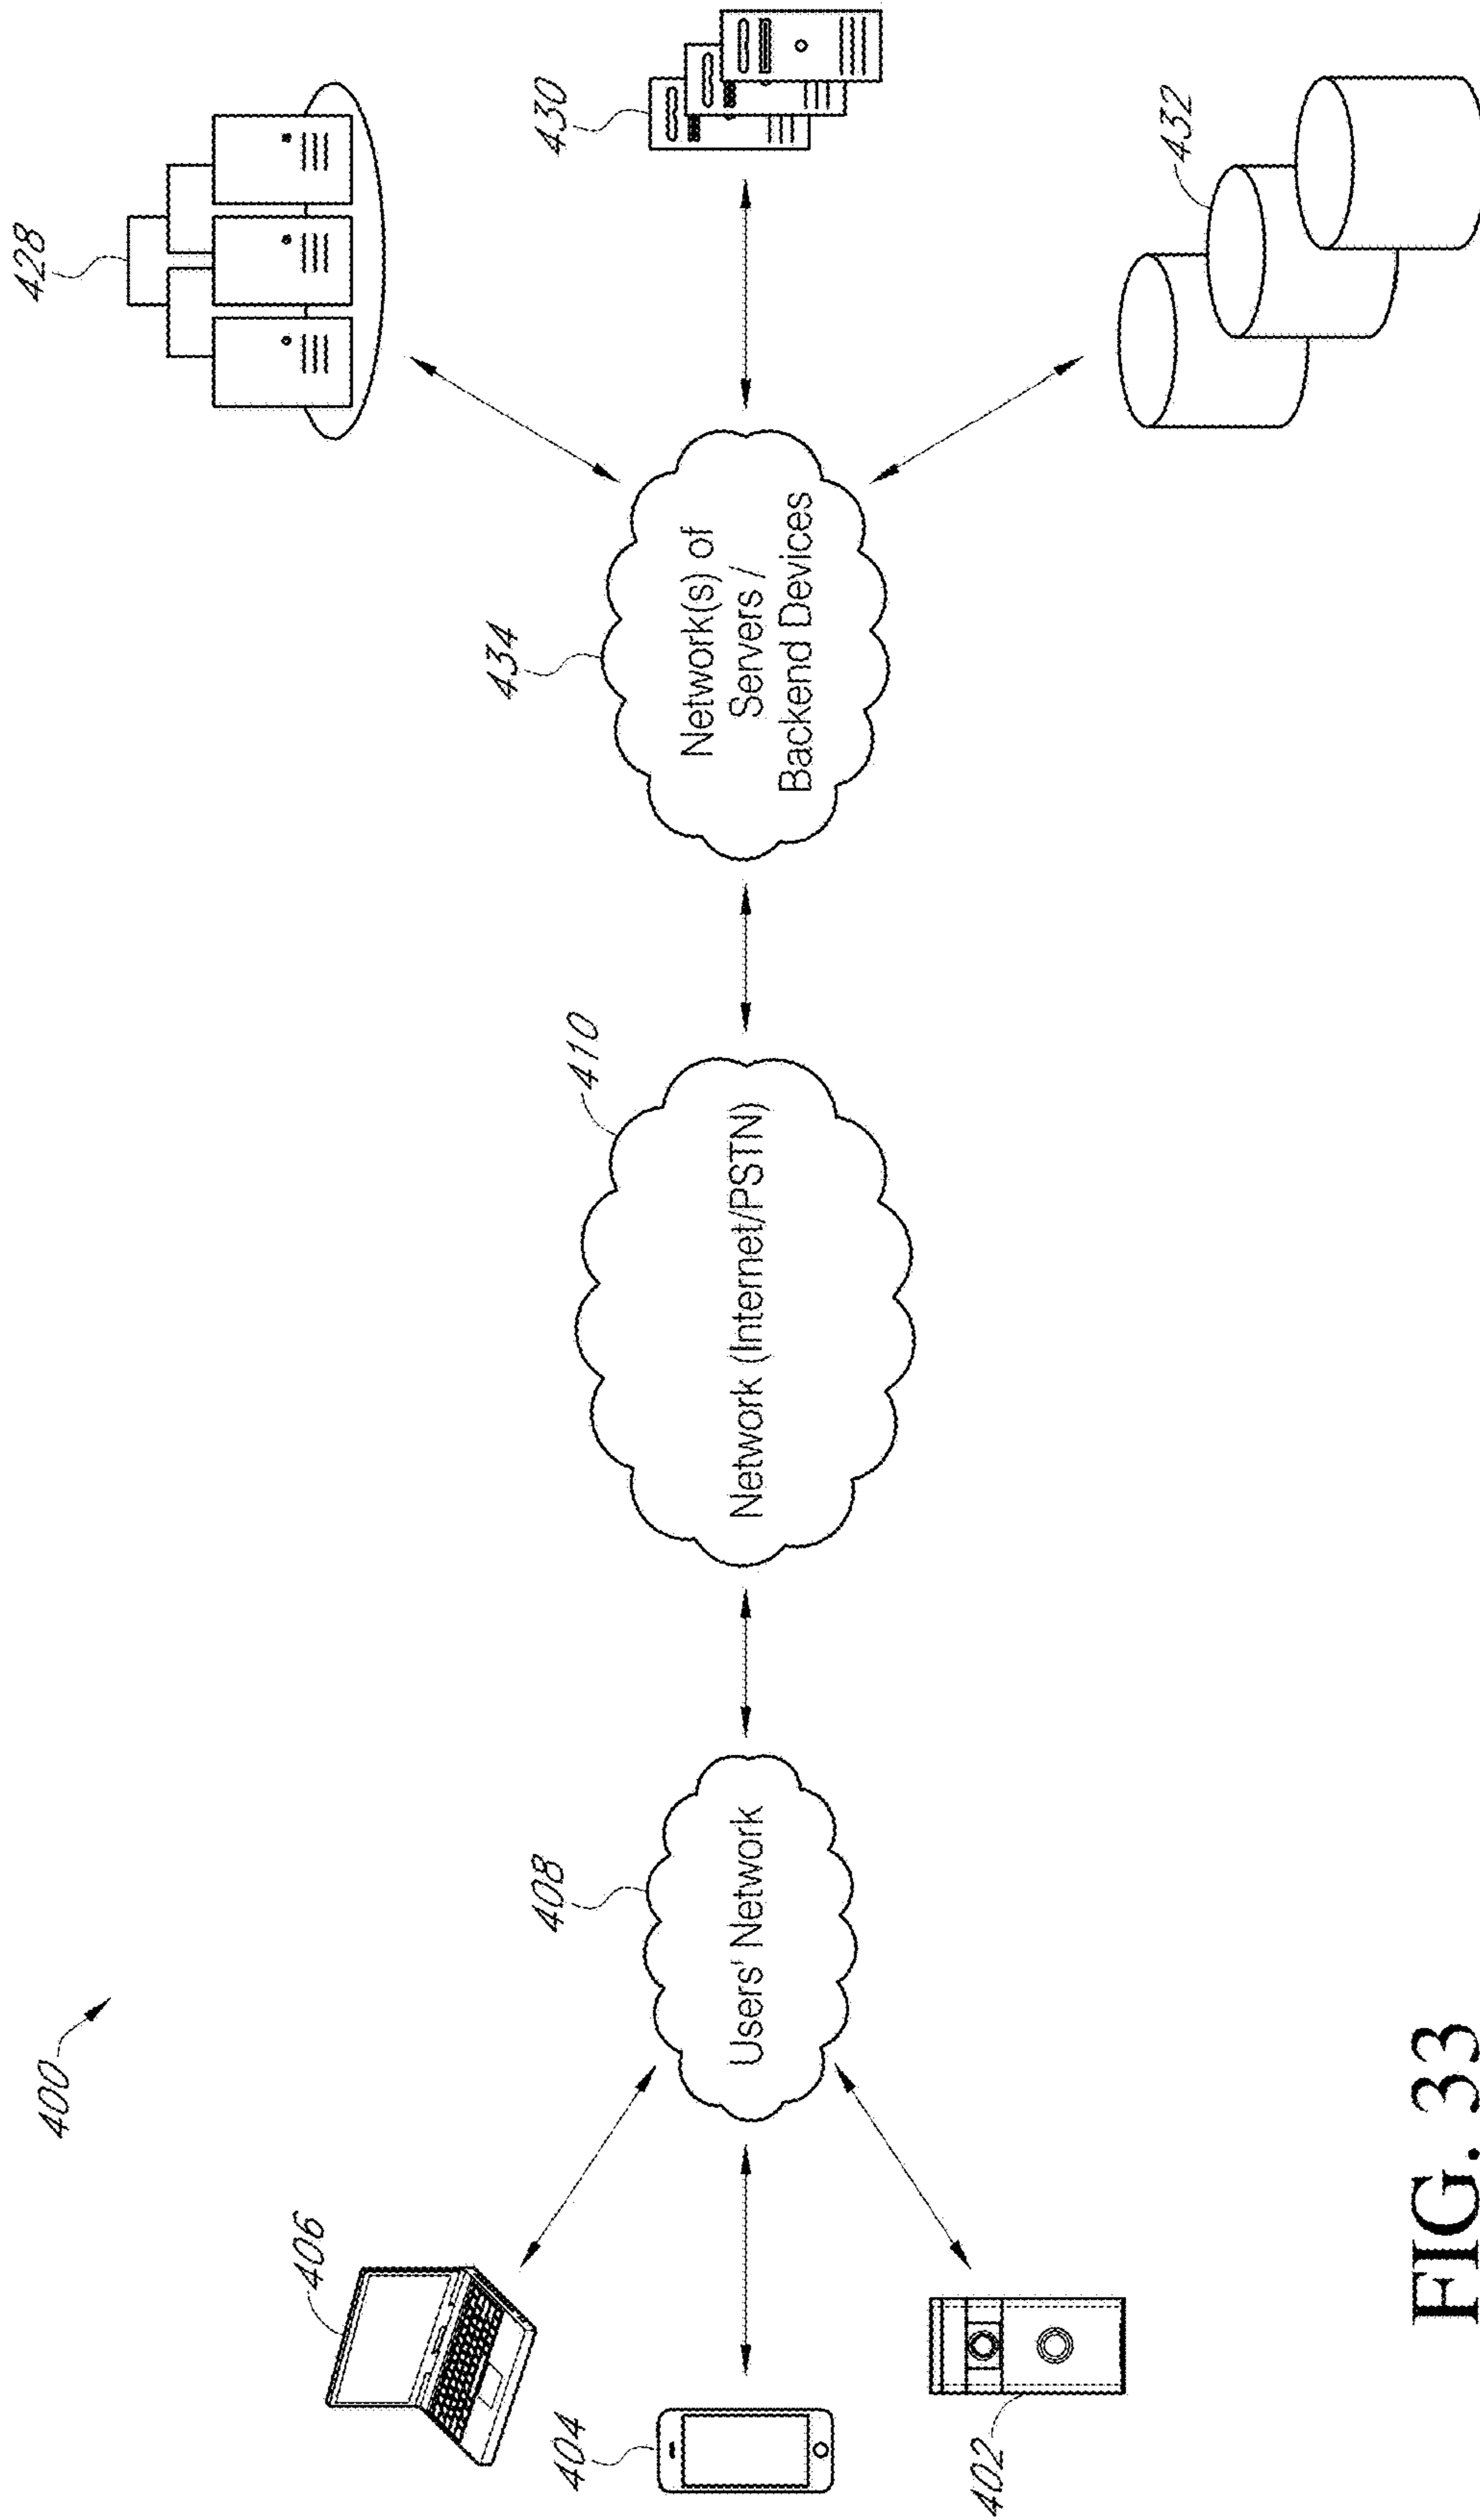 400
406
404
402
408
Users' Network
410
Network (Internet/PSTN)
434
Network(s) of
Servers /
Backend Devices
428
430
432
FIG. 33